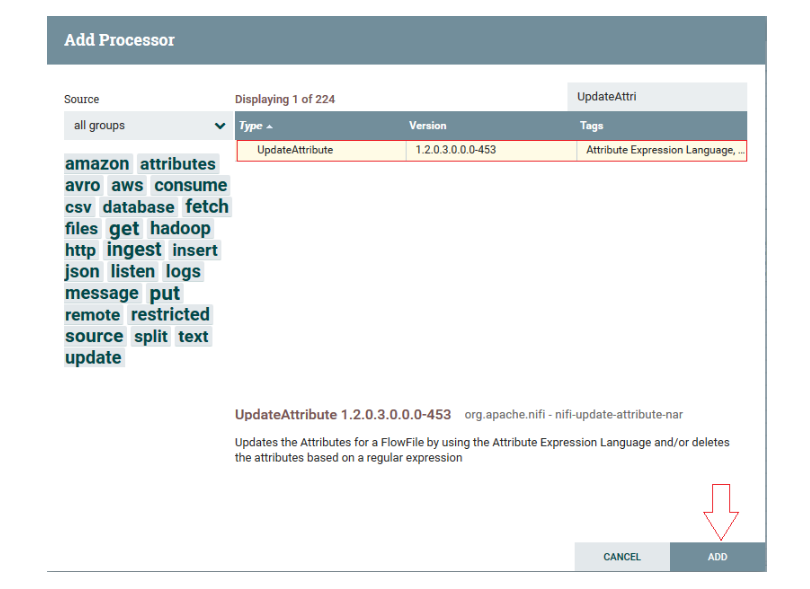 Add Processor
Source
Displaying 1 of 224
UpdateAttri
all groups
Type
Version
Tags
UpdateAttribute
1.2.0.3.0.0.0-453
Attribute Expression Language, ...
amazon attributes
avro aws consume
csv database fetch
files get hadoop
http ingest insert
json listen logs
message put
remote restricted
source split text
update
UpdateAttribute 1.2.0.3.0.0.0-453 org.apache.nifi - nifi-update-attribute-nar
Updates the Attributes for a FlowFile by using the Attribute Expression Language and/or deletes
the attributes based on a regular expression
CANCEL
ADD